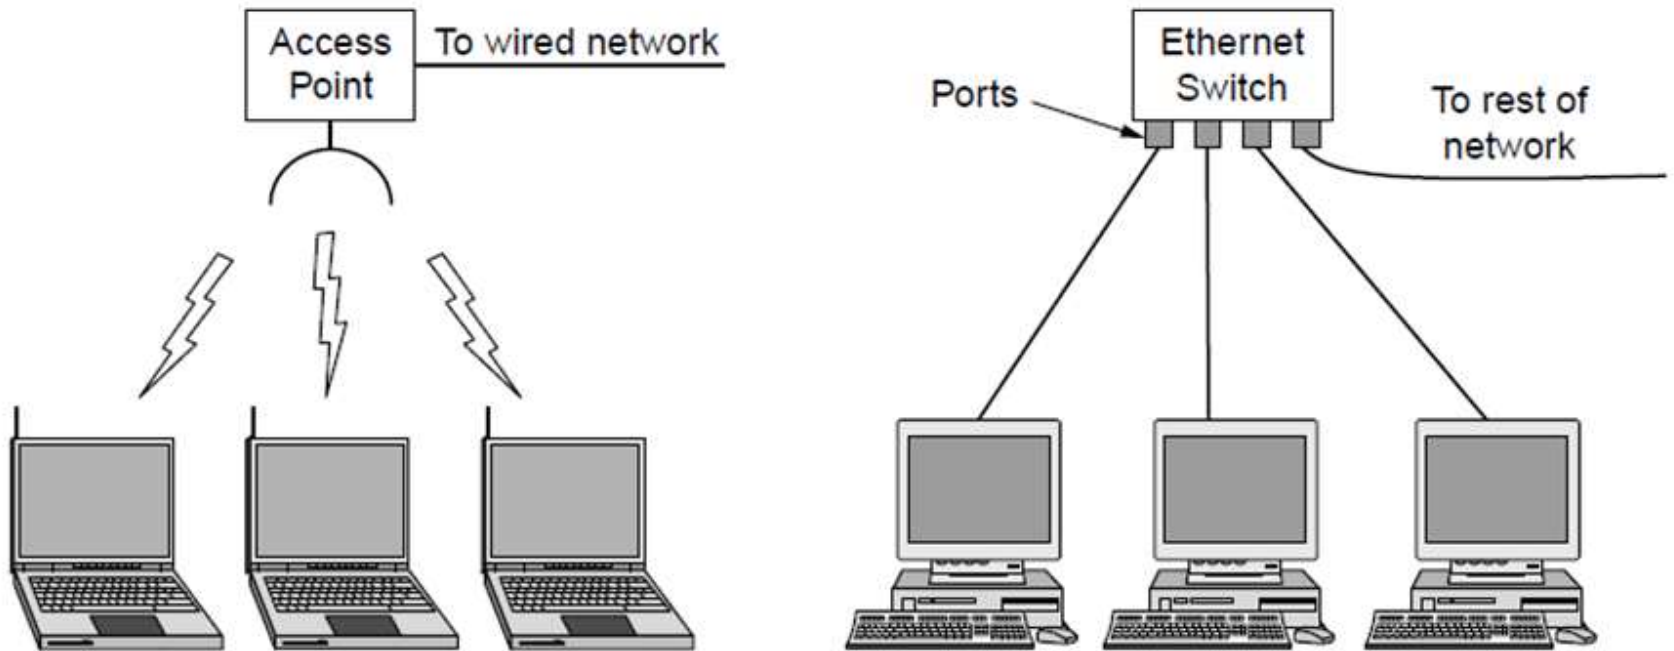 Access
Point
To wired network
Ethernet
Switch
Ports
To rest of
network